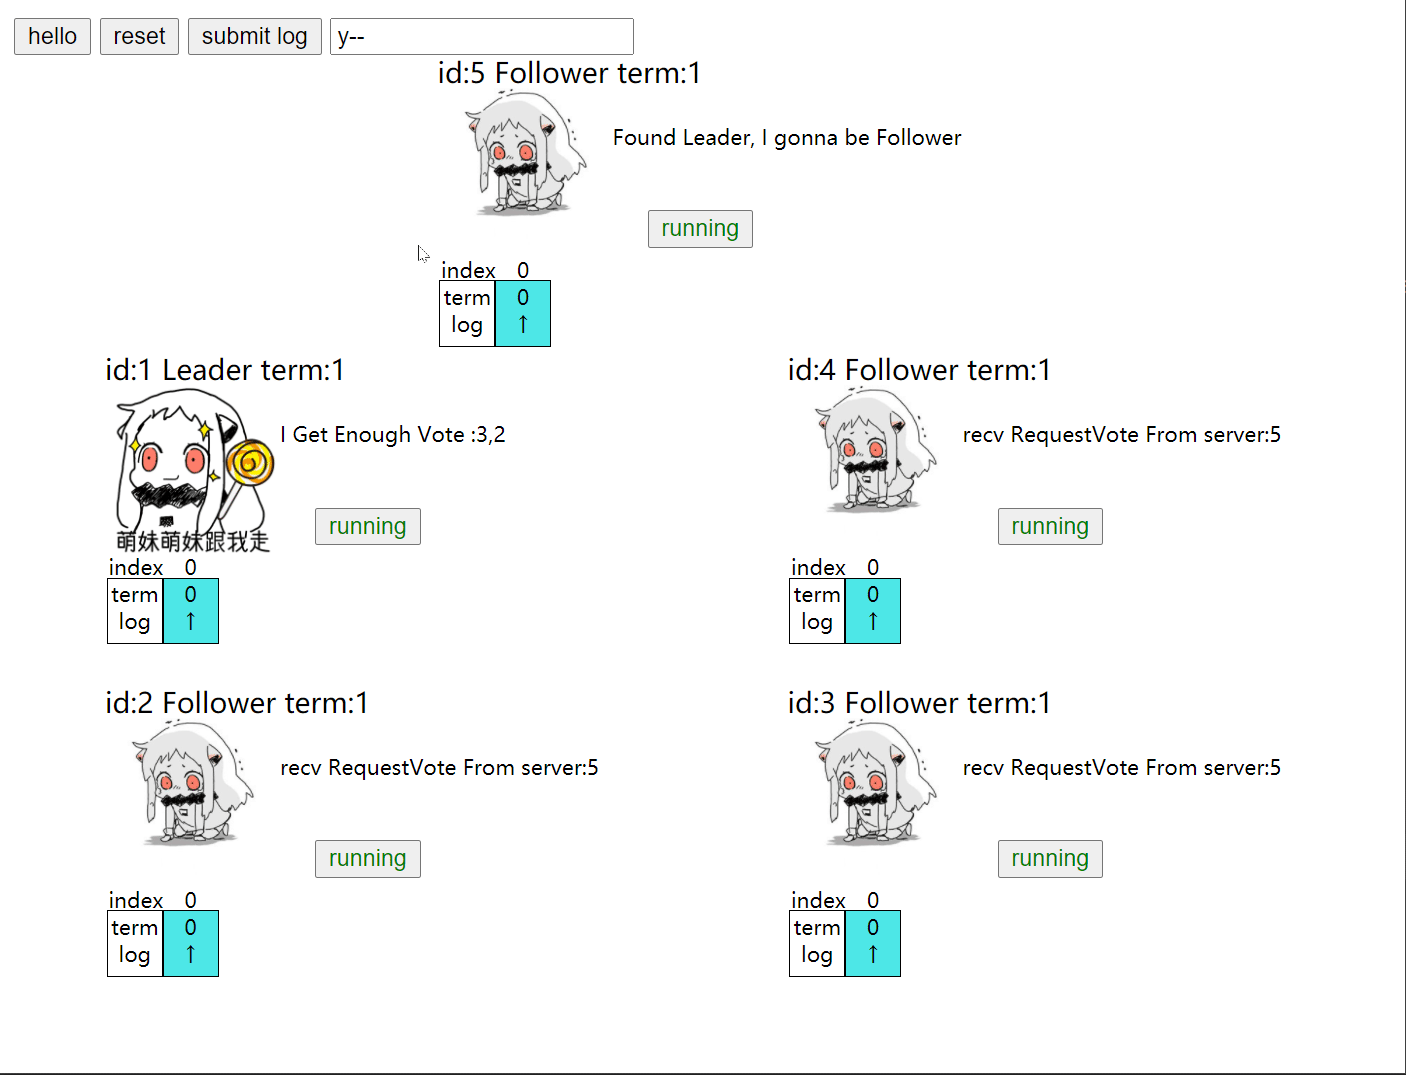 hello reset submit log y--
id:5 Follower term:1
Found Leader, I gonna be Follower
running
index 0
term 0
log ↑
id:1 Leader term:1
I Get Enough Vote :3,2
running
萌妹萌妹跟我走
index 0
term 0
log ↑
id:4 Follower term:1
recv RequestVote From server:5
running
index 0
term 0
log ↑
id:2 Follower term:1
recv RequestVote From server:5
running
index 0
term 0
log ↑
id:3 Follower term:1
recv RequestVote From server:5
running
index 0
term 0
log ↑